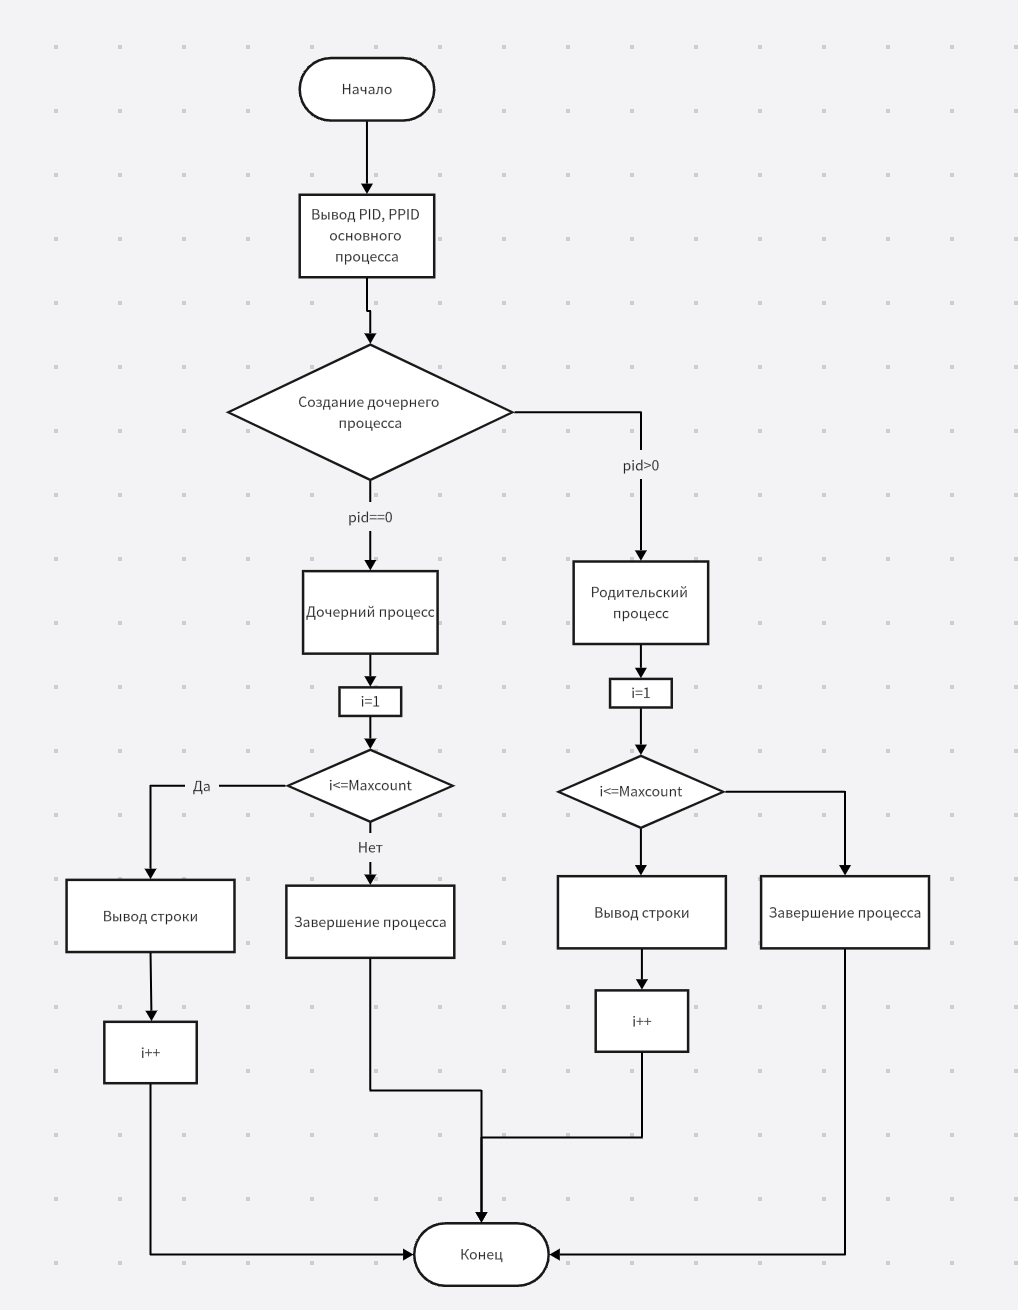 Начало
Вывод PID, PPID
основного
процесса
Создание дочернего
процесса
pid>0
pid==0
Дочерний процесс
Родительский
процесс
i=1
i=1
Да
i<=Maxcount
i<=Maxcount
Нет
Вывод строки
Завершение процесса
Вывод строки
Завершение процесса
i++
i++
Конец